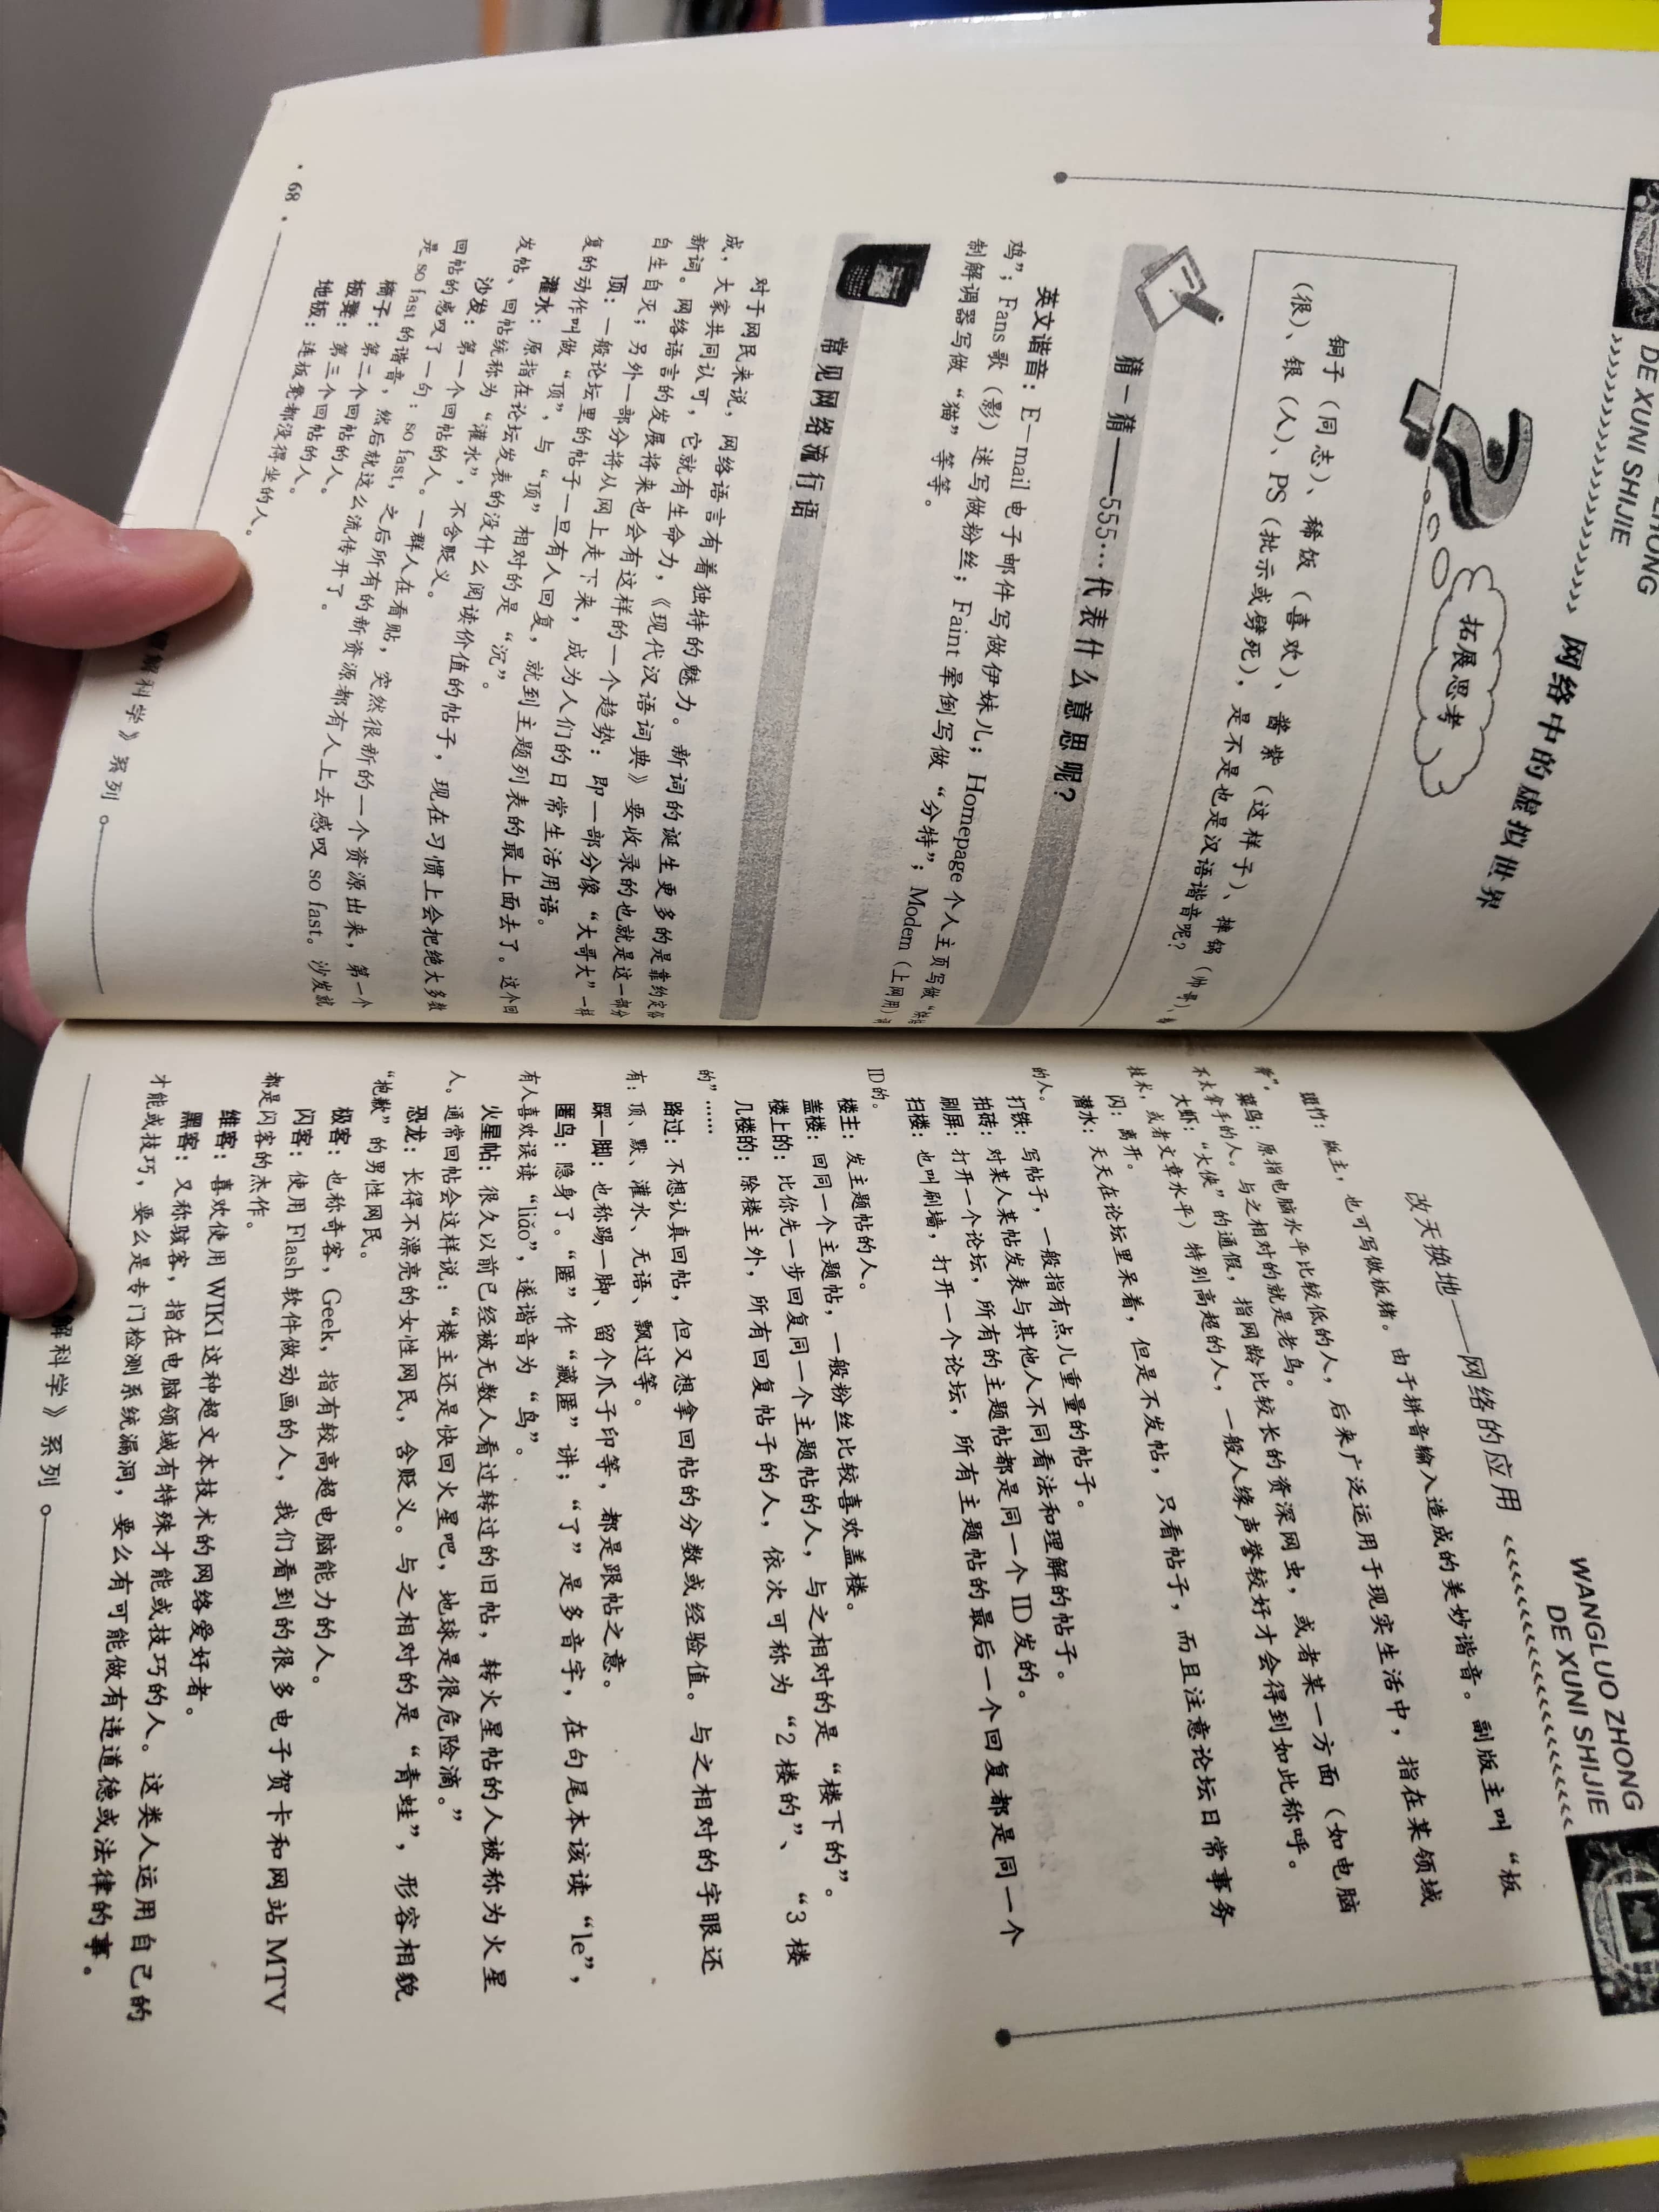 ZHONG
DE XUNI SHIJIE
网络中的虚拟世界
拓展思考
铜子（同志）、稀饭（喜欢）、酱紫（这样子）、摔锅（帅哥）、
（很）、银（人）、PS（批示或劈死），是不是也是汉语谐音呢？
猜一猜——555…代表什么意思呢？
英文谐音：E-mail 电子邮件写做伊妹儿；Homepage 个人主页写做“烘焙
鸡”；Fans 歌（影）迷写做粉丝；Faint 晕倒写做“分特”；Modem（上网用）调
制解调器写做“猫”等等。
常见网络流行语
对于网民来说，网络语言有着独特的魅力。新词的诞生更多的是靠约定俗
成，大家共同认可，它就有生命力，《现代汉语词典》要收录的也就是这一部分
新词。网络语言的发展将来也会有这样的一个趋势：即一部分像“大哥大”一样
自生自灭；另外一部分将从网上走下来，成为人们的日常生活用语。
顶：一般论坛里的帖子一旦有人回复，就到主题列表的最上面去了。这个回
复的动作叫做“顶”，与“顶”相对的是“沉”。
灌水：原指在论坛发表的没什么阅读价值的帖子，现在习惯上会把绝大多数
发帖、回帖统称为“灌水”，不含贬义。
沙发：第一个回帖的人。一群人在看贴，突然很新的一个资源出来，第一个
回帖的感叹了一句：so fast，之后所有的新资源都有人上去感叹 so fast。沙发就
是 so fast 的谐音，然后就这么流传开了。
椅子：第二个回帖的人。
板凳：第三个回帖的人。
地板：连板凳都没得坐的人。
· 68 ·
解科学》系列
WANGLUO ZHONG
DE XUNI SHIJIE
改天换地——网络的应用
斑竹：版主，也可写做板猪。由于拼音输入造成的美妙谐音。副版主叫“板
斧”。
菜鸟：原指电脑水平比较低的人，后来广泛运用于现实生活中，指在某领域
不太拿手的人。与之相对的就是老鸟。
大虾：“大侠”的通假，指网龄比较长的资深网虫，或者某一方面（如电脑
技术，或者文章水平）特别高超的人，一般人缘声誉较好才会得到如此称呼。
闪：离开。
潜水：天天在论坛里呆着，但是不发帖，只看帖子，而且注意论坛日常事务
的人。
打铁：写帖子，一般指有点儿重量的帖子。
拍砖：对某人某帖发表与其他人不同看法和理解的帖子。
刷屏：打开一个论坛，所有的主题帖都是同一个 ID 发的。
扫楼：也叫刷墙，打开一个论坛，所有主题帖的最后一个回复都是同一个
ID 的。
楼主：发主题帖的人。
盖楼：回同一个主题帖，一般粉丝比较喜欢盖楼。
楼上的：比你先一步回复同一个主题帖的人，与之相对的是“楼下的”。
几楼的：除楼主外，所有回复帖子的人，依次可称为“2 楼的”、“3 楼
的”……
路过：不想认真回帖，但又想拿回帖的分数或经验值。与之相对的字眼还
有：顶、默、灌水、无语、飘过等。
踩一脚：也称踢一脚、留个爪子印等，都是跟帖之意。
匿鸟：隐身了。“匿”作“藏匿”讲；“了”是多音字，在句尾本该读“le”，
有人喜欢误读“liǎo”，遂谐音为“鸟”。
火星帖：很久以前已经被无数人看过转过的旧帖，转火星帖的人被称为火星
人。通常回帖会这样说：“楼主还是快回火星吧，地球是很危险滴。”
恐龙：长得不漂亮的女性网民，含贬义。与之相对的是“青蛙”，形容相貌
“抱歉”的男性网民。
极客：也称奇客，Geek，指有较高超电脑能力的人。
闪客：使用 Flash 软件做动画的人，我们看到的很多电子贺卡和网站 MTV
都是闪客的杰作。
维客：喜欢使用 WIKI 这种超文本技术的网络爱好者。
黑客：又称骇客，指在电脑领域有特殊才能或技巧的人。这类人运用自己的
才能或技巧，要么是专门检测系统漏洞，要么有可能做有违道德或法律的事。
解科学》系列